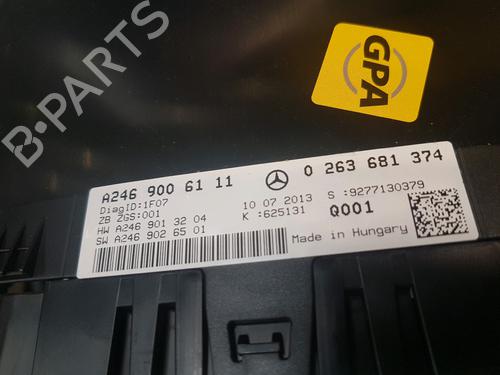 GPA
B-PARTS
A246 900 61 11
0 263 681 374
DiagID:1F07
10 07 2013
S :9277130379
ZB ZGS:001
K :625131
Q001
HW A246 901 32 04
SW A246 902 65 01
Made in Hungary